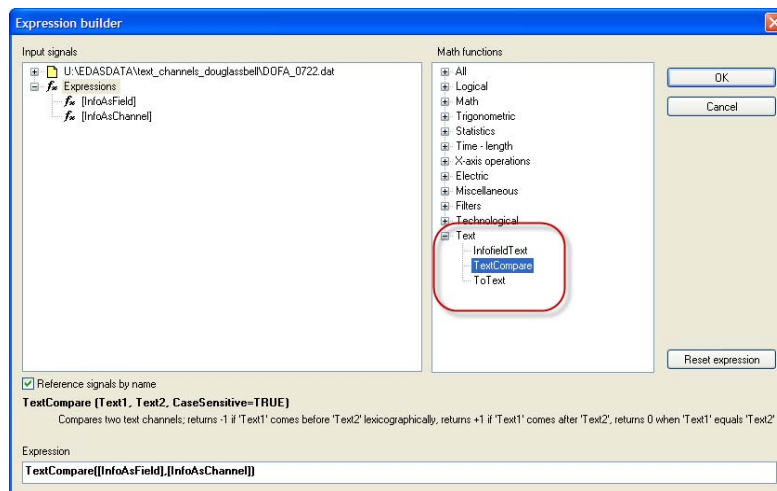 Expression builder
Input signals
U:\EDASDATA\text_channels_douglassbell\DOFA_0722.dat
Expressions
[InfoAsField]
[InfoAsChannel]
Math functions
All
Logical
Math
Trigonometric
Statistics
Time - length
X-axis operations
Electric
Miscellaneous
Filters
Technological
Text
InfofieldText
TextCompare
ToText
OK
Cancel
Reset expression
Reference signals by name
TextCompare (Text1, Text2, CaseSensitive=TRUE)
Compares two text channels; returns -1 if 'Text1' comes before 'Text2' lexicographically, returns +1 if 'Text1' comes after 'Text2', returns 0 when 'Text1' equals 'Text2'
Expression
TextCompare([InfoAsField],[InfoAsChannel])